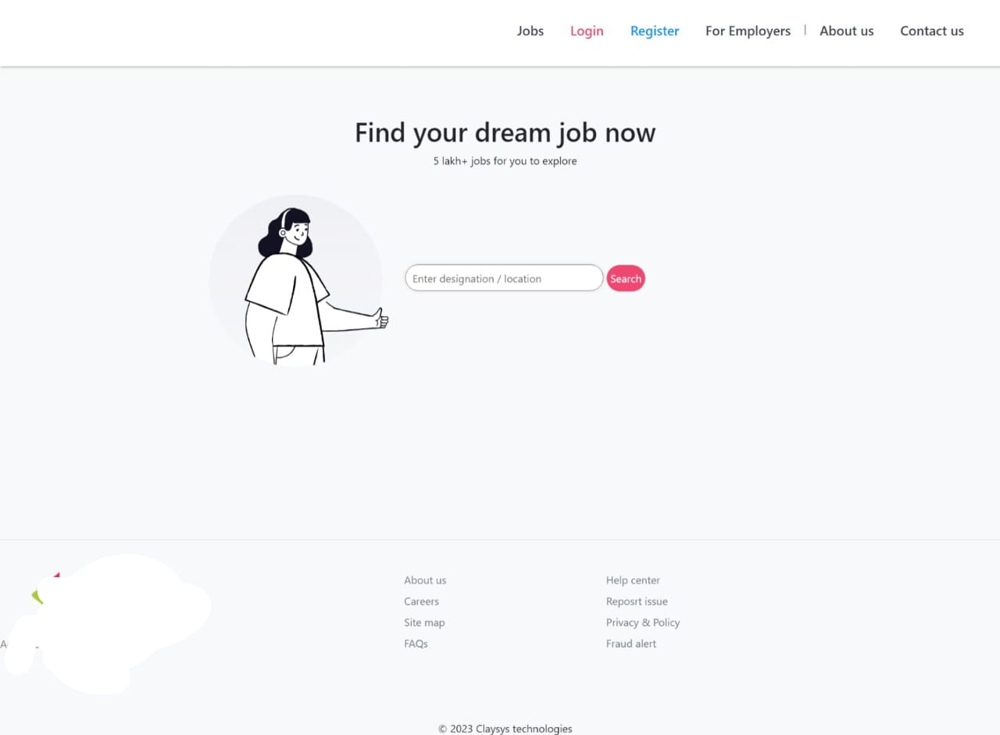 Jobs Login Register For Employers | About us Contact us
Find your dream job now
5 lakh+ jobs for you to explore
Enter designation / location Search
About us
Careers
Site map
FAQs
Help center
Reposrt issue
Privacy & Policy
Fraud alert
© 2023 Claysys technologies